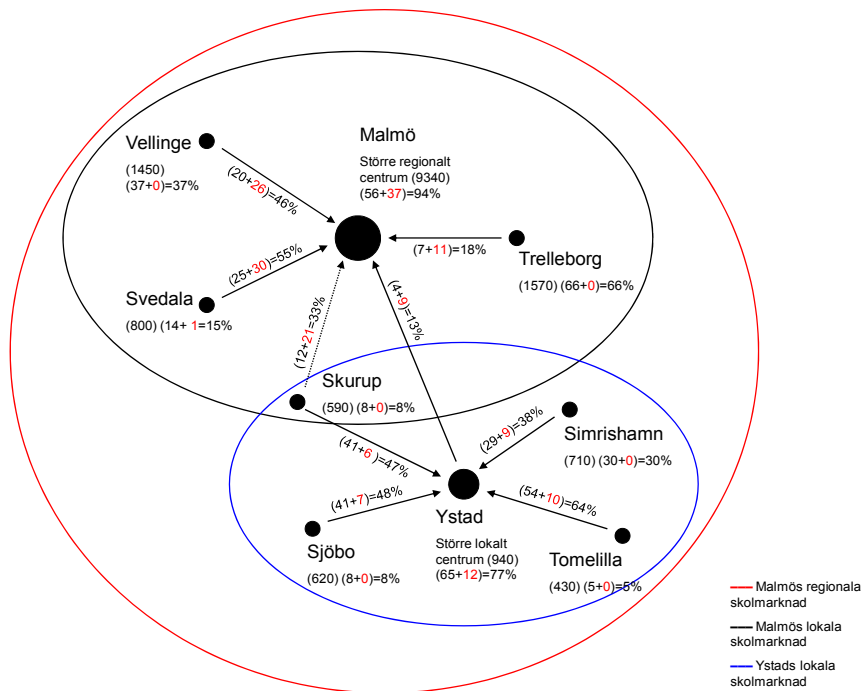 Vellinge
(1450)
(37+0)=37%
(20+26)=46%
Malmö
Större regionalt
centrum (9340)
(56+37)=94%
(7+11)=18%
Trelleborg
(1570) (66+0)=66%
(25+30)=55%
Svedala
(800) (14+ 1=15%
(12+21=33%
(4+9)=13%
Skurup
(590) (8+0)=8%
(41+6 )=47%
(29+9)=38%
Simrishamn
(710) (30+0)=30%
(41+7)=48%
(54+10)=64%
Ystad
Större lokalt
centrum (940)
(65+12)=77%
Sjöbo
(620) (8+0)=8%
Tomelilla
(430) (5+0)=5%
Malmös regionala
skolmarknad
Malmös lokala
skolmarknad
Ystads lokala
skolmarknad